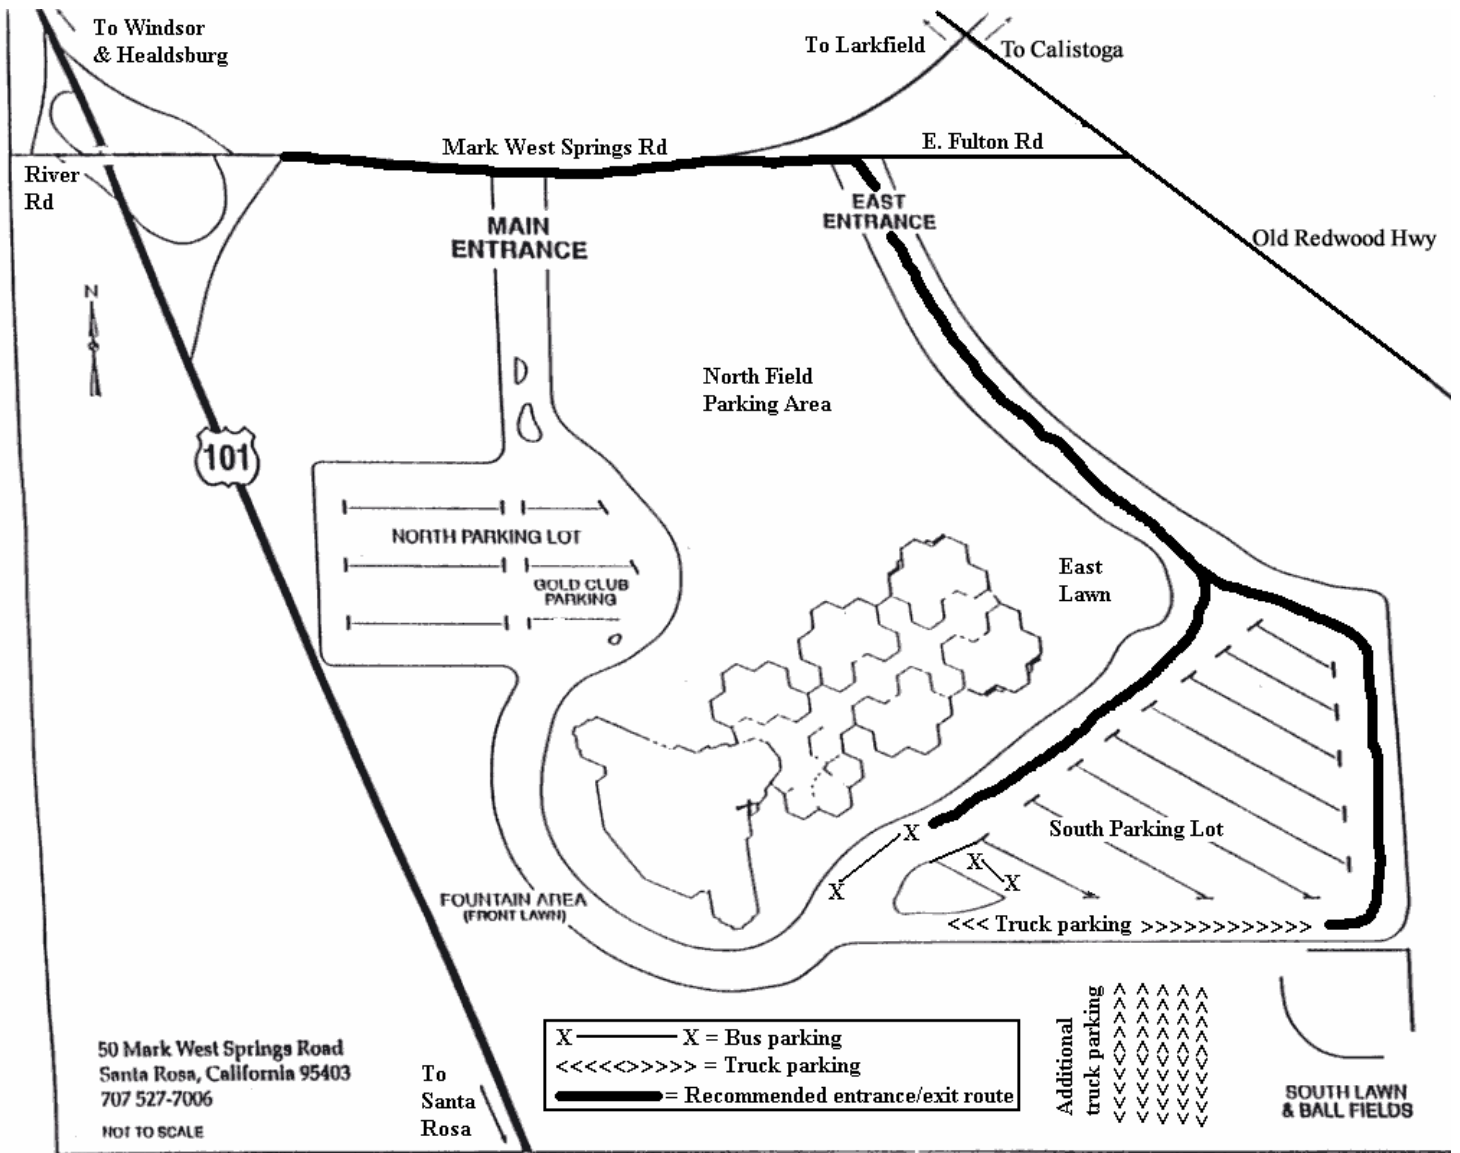 To Windsor
& Healdsburg
To Larkfield
To Calistoga
Mark West Springs Rd
E. Fulton Rd
River
Rd
EAST
ENTRANCE
MAIN
ENTRANCE
Old Redwood Hwy
N
North Field
Parking Area
101
NORTH PARKING LOT
GOLD CLUB
PARKING
East
Lawn
South Parking Lot
X
X
X
X
FOUNTAIN AREA
(FRONT LAWN)
<<< Truck parking >>>>>>>>>>>>
Additional
truck parking
X X = Bus parking
<<<<<>>>>> = Truck parking
= Recommended entrance/exit route
50 Mark West Springs Road
Santa Rosa, California 95403
707 527-7006
NOT TO SCALE
To
Santa
Rosa
SOUTH LAWN
& BALL FIELDS